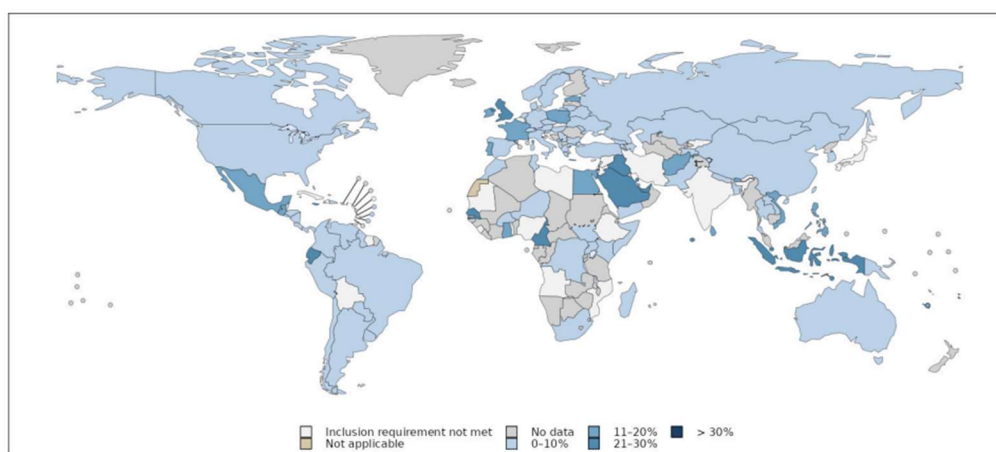 Inclusion requirement not met
Not applicable
No data
0–10%
11–20%
21–30%
> 30%